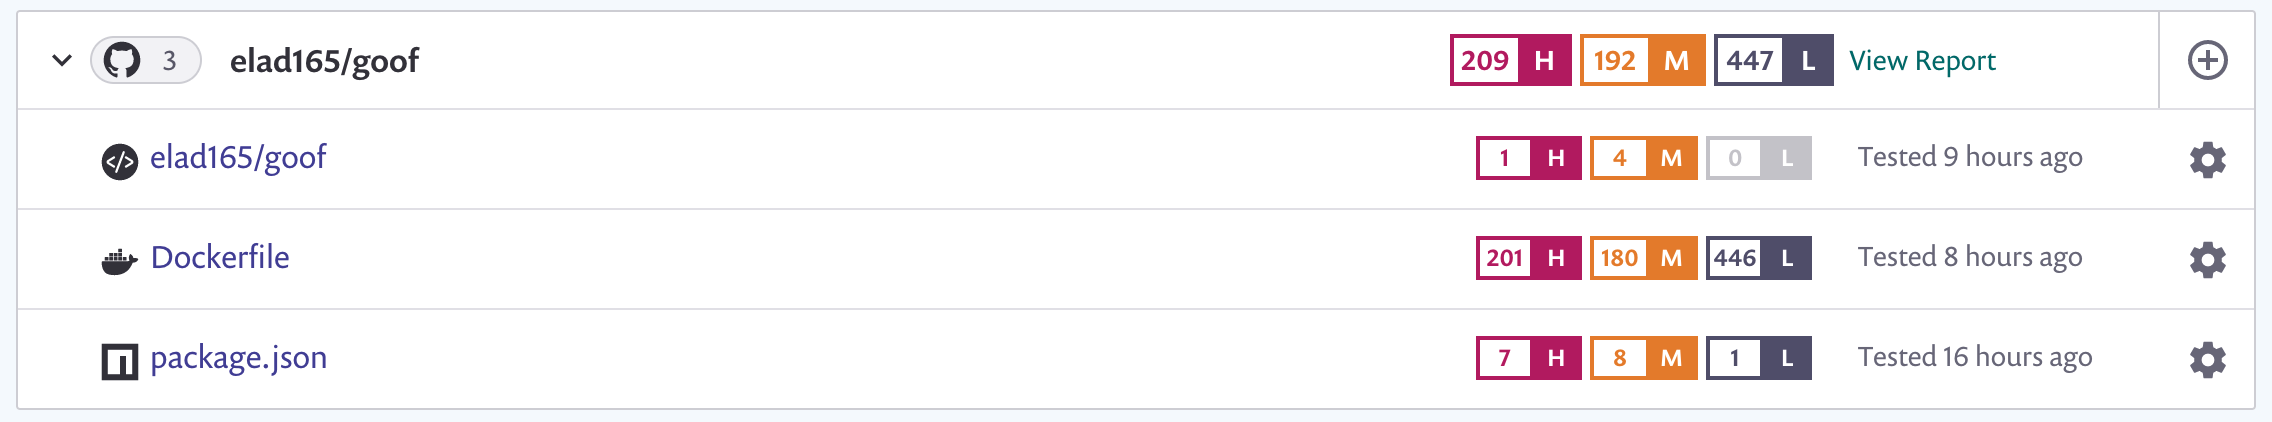 3 elad165/goof 209 H 192 M 447 L View Report
</> elad165/goof 1 H 4 M 0 L Tested 9 hours ago
Dockerfile 201 H 180 M 446 L Tested 8 hours ago
package.json 7 H 8 M 1 L Tested 16 hours ago